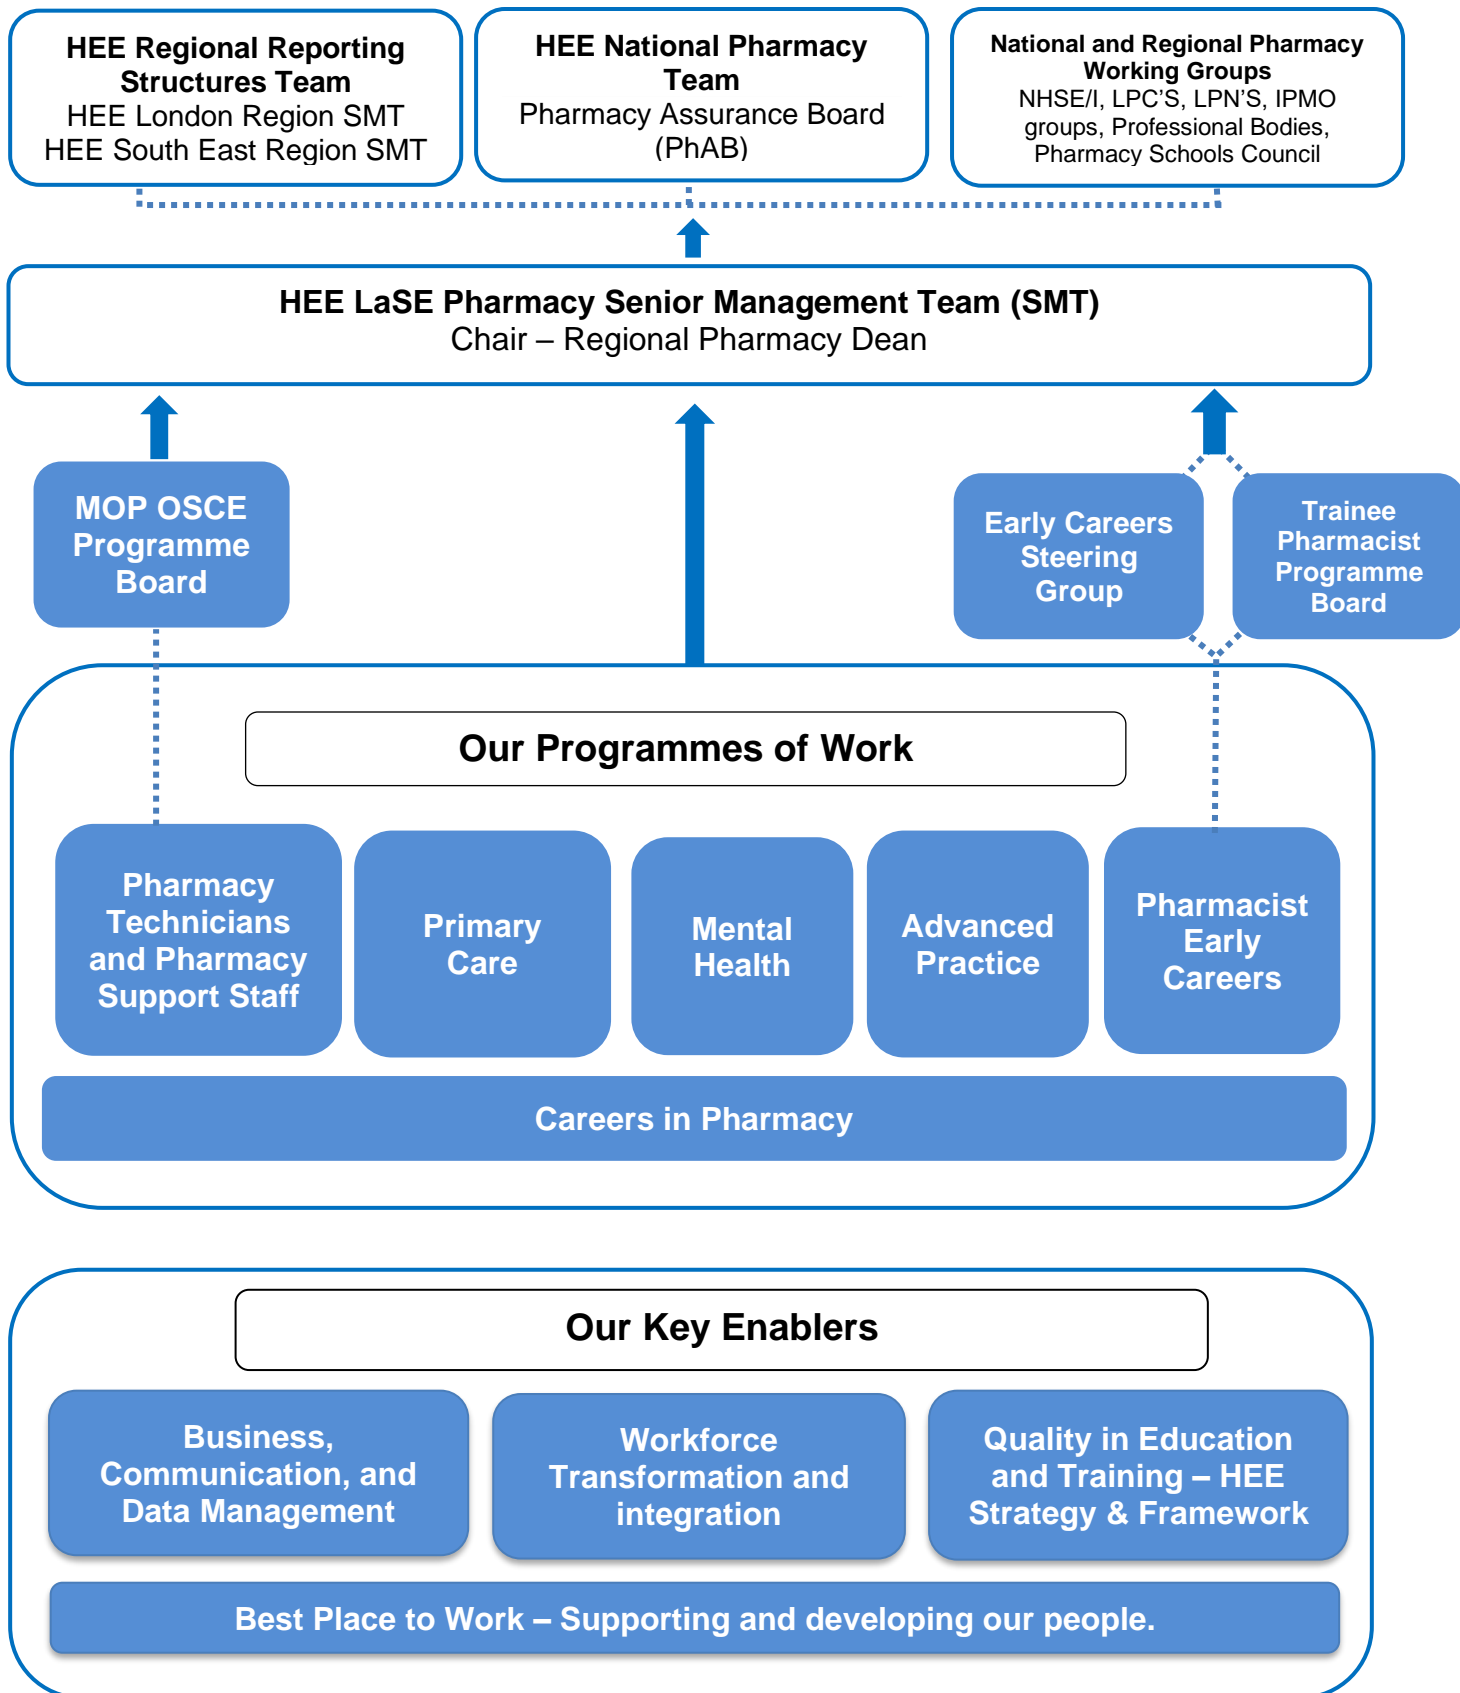 HEE Regional Reporting
Structures Team
HEE London Region SMT
HEE South East Region SMT
HEE National Pharmacy
Team
Pharmacy Assurance Board
(PhAB)
National and Regional Pharmacy
Working Groups
NHSE/I, LPC'S, LPN'S, IPMO
groups, Professional Bodies,
Pharmacy Schools Council
HEE LaSE Pharmacy Senior Management Team (SMT)
Chair – Regional Pharmacy Dean
MOP OSCE
Programme
Board
Early Careers
Steering
Group
Trainee
Pharmacist
Programme
Board
Our Programmes of Work
Pharmacy
Technicians
and Pharmacy
Support Staff
Primary
Care
Mental
Health
Advanced
Practice
Pharmacist
Early
Careers
Careers in Pharmacy
Our Key Enablers
Business,
Communication, and
Data Management
Workforce
Transformation and
integration
Quality in Education
and Training – HEE
Strategy & Framework
Best Place to Work – Supporting and developing our people.